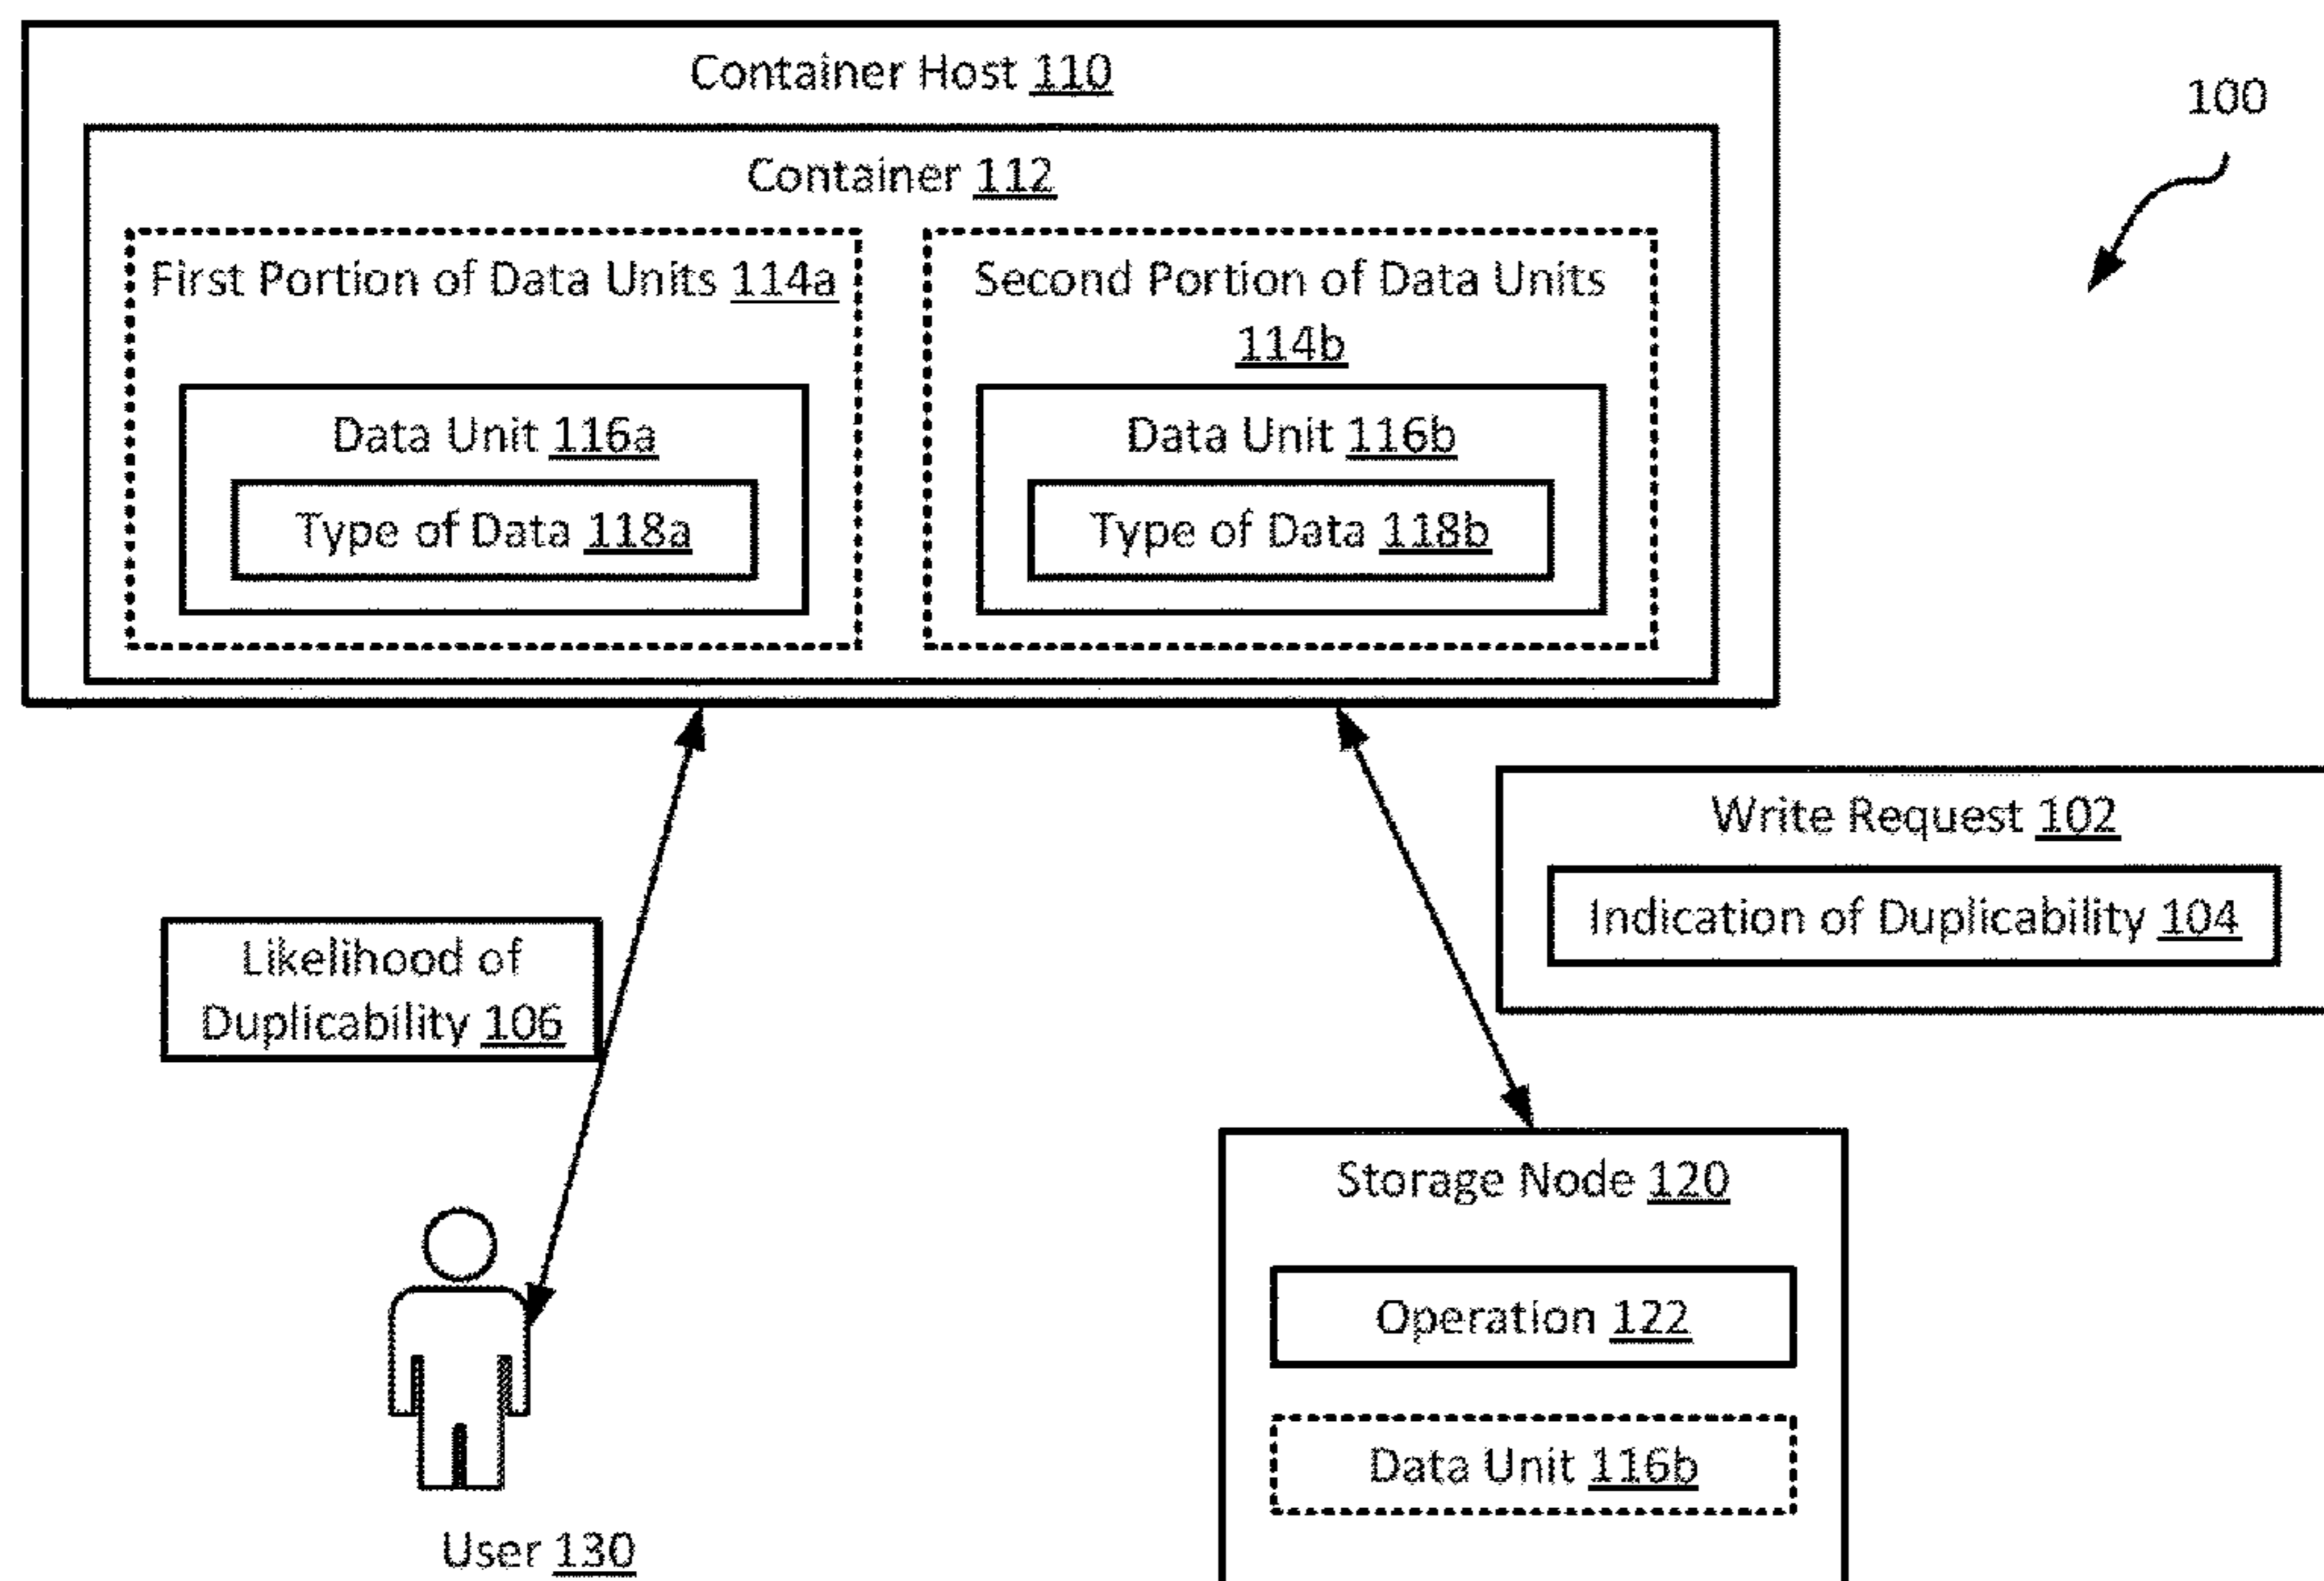 Container Host 110
100
Container 112
First Portion of Data Units 114a
Second Portion of Data Units
114b
Data Unit 116a
Data Unit 116b
Type of Data 118a
Type of Data 118b
Write Request 102
Indication of Duplicability 104
Likelihood of
Duplicability 106
Storage Node 120
Operation 122
Data Unit 116b
User 130